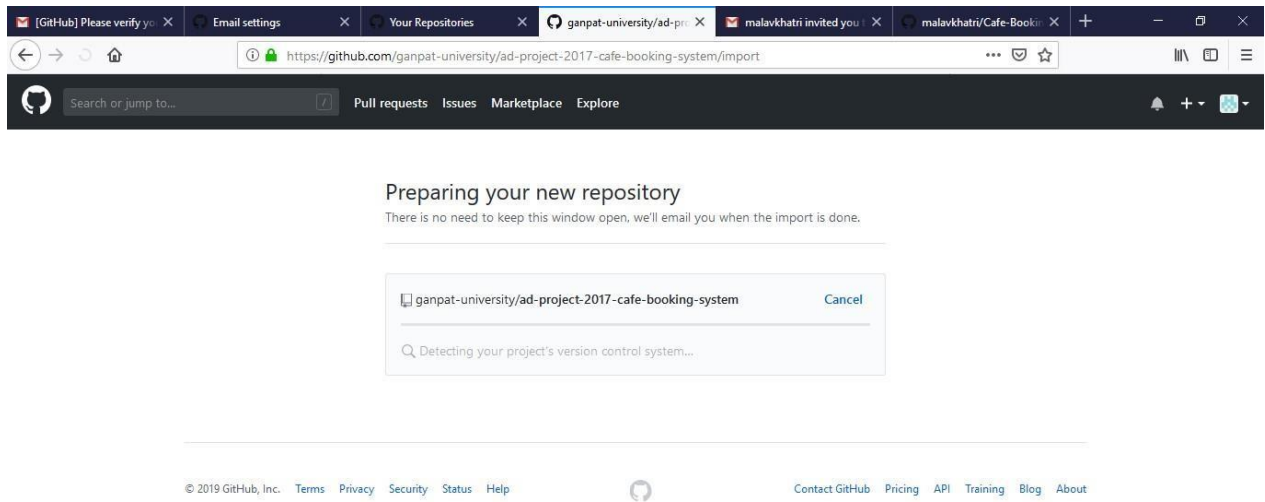 [GitHub] Please verify yo
Email settings
Your Repositories
ganpat-university/ad-pro
malavkhatri invited you t
malavkhatri/Cafe-Bookin
https://github.com/ganpat-university/ad-project-2017-cafe-booking-system/import
Search or jump to...
/
Pull requests Issues Marketplace Explore
Preparing your new repository
There is no need to keep this window open, we'll email you when the import is done.
ganpat-university/ad-project-2017-cafe-booking-system Cancel
Detecting your project's version control system...
© 2019 GitHub, Inc. Terms Privacy Security Status Help Contact GitHub Pricing API Training Blog About